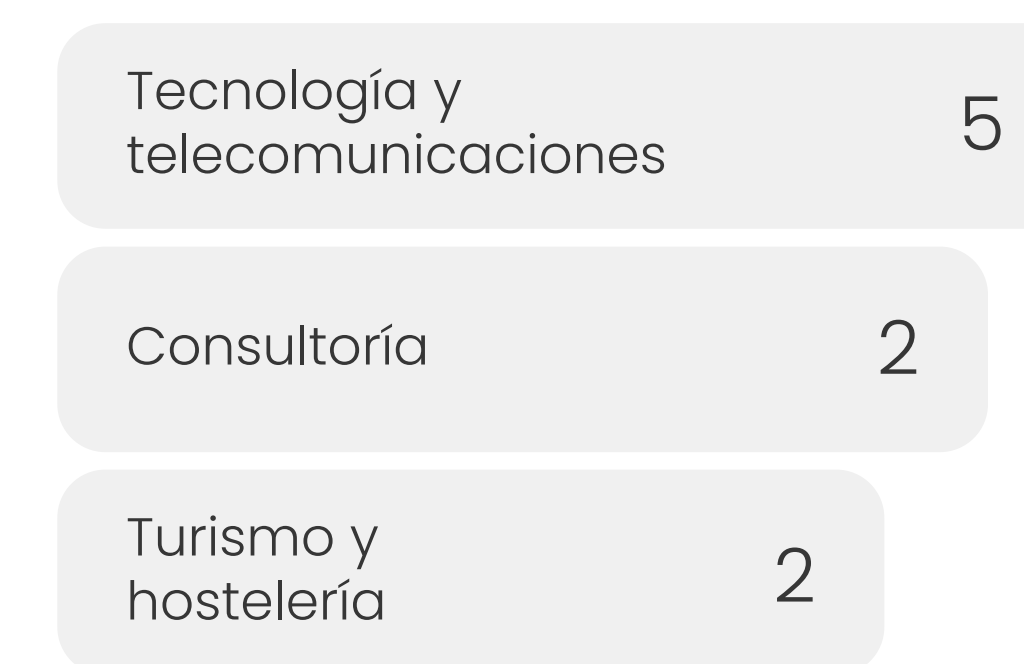 Tecnología y
telecomunicaciones
5
Consultoría
2
Turismo y
hostelería
2